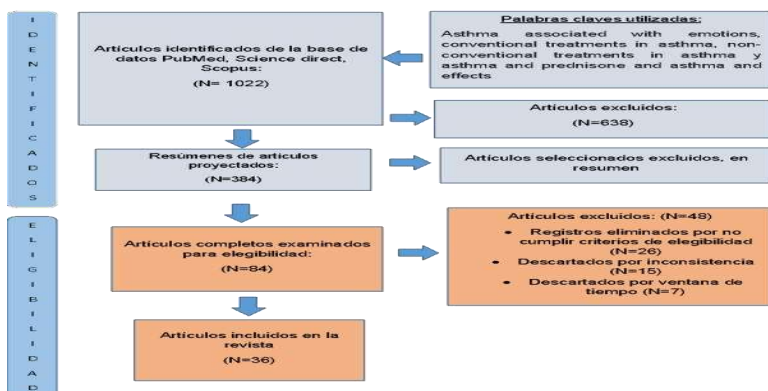 IDENTIFICADOS
Palabras claves utilizadas:
Asthma associated with emotions,
conventional treatments in asthma, non-
conventional treatments in asthma y
asthma and prednisone and asthma and
effects
Artículos identificados de la base de
datos PubMed, Science direct,
Scopus:
(N= 1022)
Artículos excluidos:
(N=638)
Resúmenes de artículos
proyectados:
(N=384)
Artículos seleccionados excluidos, en
resumen
ELIGIBILIDAD
Artículos completos examinados
para elegibilidad:
(N=84)
Artículos excluidos: (N=48)
• Registros eliminados por no
cumplir criterios de elegibilidad
(N=26)
• Descartados por inconsistencia
(N=15)
• Descartados por ventana de
tiempo (N=7)
Artículos incluidos en la
revista
(N=36)